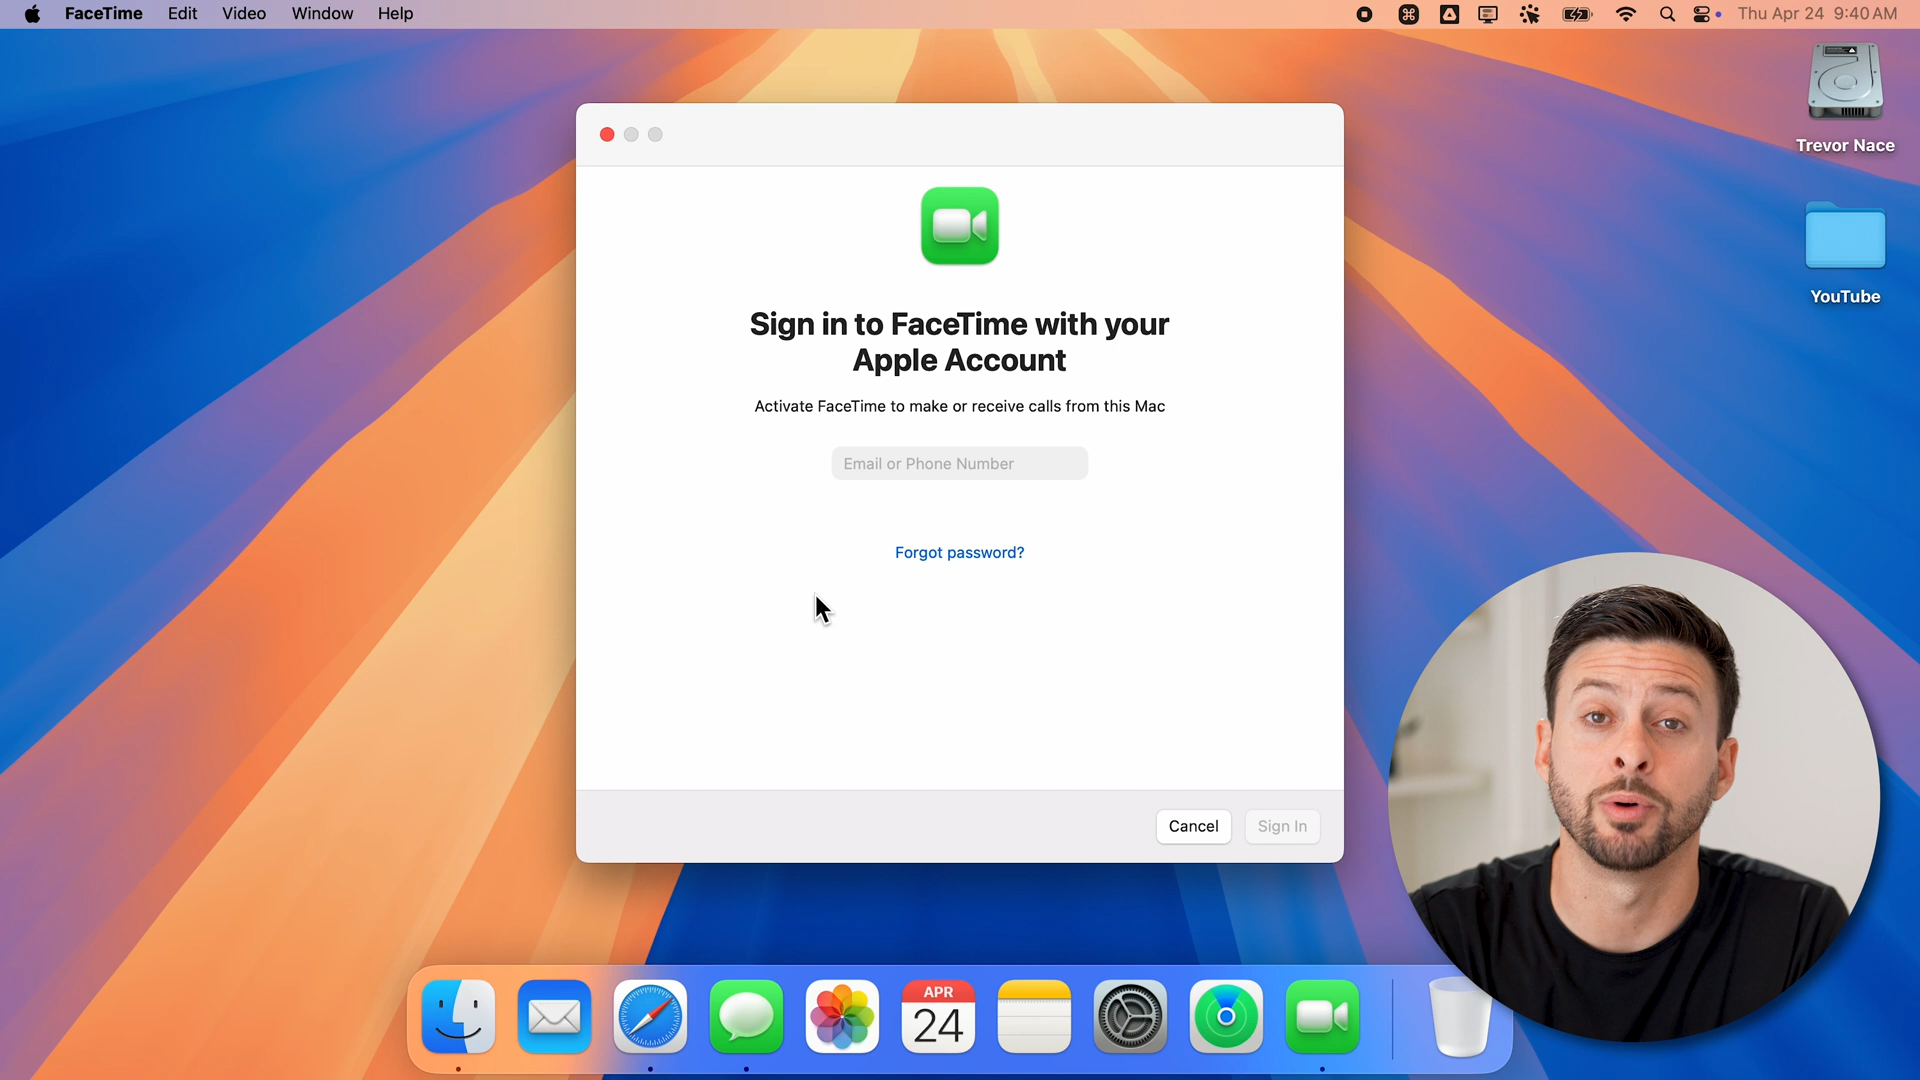 FaceTime Edit Video Window Help
Thu Apr 24 9:40 AM
Trevor Nace
YouTube
Sign in to FaceTime with your
Apple Account
Activate FaceTime to make or receive calls from this Mac
Email or Phone Number
Forgot password?
Cancel Sign In
APR
24